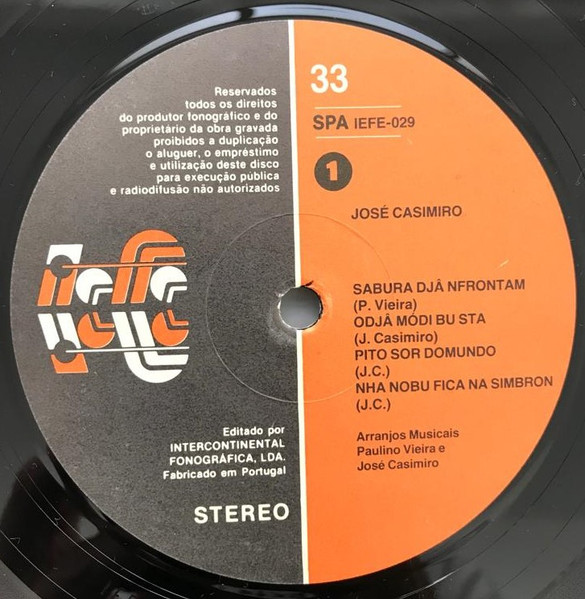 Reservados
todos os direitos
do produtor fonográfico e do
proprietário da obra gravada
proibidos a duplicação
o aluguer, o empréstimo
e utilização deste disco
para execução pública
e radiodifusão não autorizados
Editado por
INTERCONTINENTAL
FONOGRÁFICA, LDA.
Fabricado em Portugal
STEREO
33
SPA IEFE-029
1
JOSÉ CASIMIRO
SABURA DJÂ NFRONTAM
(P. Vieira)
ODJÂ MODI BU STA
(J. Casimiro)
PITO SOR DOMUNDO
(J.C.)
NHA NOBU FICA NA SIMBRON
(J.C.)
Arranjos Musicais
Paulino Vieira e
José Casimiro